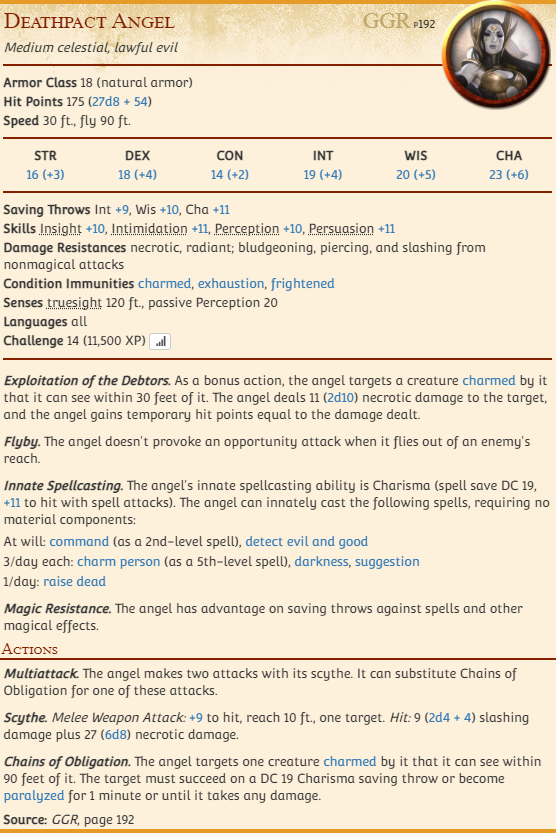 Deathpact Angel
GGR p192
Medium celestial, lawful evil
Armor Class 18 (natural armor)
Hit Points 175 (27d8 + 54)
Speed 30 ft., fly 90 ft.
STR DEX CON INT WIS CHA
16 (+3) 18 (+4) 14 (+2) 19 (+4) 20 (+5) 23 (+6)
Saving Throws Int +9, Wis +10, Cha +11
Skills Insight +10, Intimidation +11, Perception +10, Persuasion +11
Damage Resistances necrotic, radiant; bludgeoning, piercing, and slashing from
nonmagical attacks
Condition Immunities charmed, exhaustion, frightened
Senses truesight 120 ft., passive Perception 20
Languages all
Challenge 14 (11,500 XP)
Exploitation of the Debtors. As a bonus action, the angel targets a creature charmed by it
that it can see within 30 feet of it. The angel deals 11 (2d10) necrotic damage to the target,
and the angel gains temporary hit points equal to the damage dealt.
Flyby. The angel doesn't provoke an opportunity attack when it flies out of an enemy's
reach.
Innate Spellcasting. The angel's innate spellcasting ability is Charisma (spell save DC 19,
+11 to hit with spell attacks). The angel can innately cast the following spells, requiring no
material components:
At will: command (as a 2nd-level spell), detect evil and good
3/day each: charm person (as a 5th-level spell), darkness, suggestion
1/day: raise dead
Magic Resistance. The angel has advantage on saving throws against spells and other
magical effects.
Actions
Multiattack. The angel makes two attacks with its scythe. It can substitute Chains of
Obligation for one of these attacks.
Scythe. Melee Weapon Attack: +9 to hit, reach 10 ft., one target. Hit: 9 (2d4 + 4) slashing
damage plus 27 (6d8) necrotic damage.
Chains of Obligation. The angel targets one creature charmed by it that it can see within
90 feet of it. The target must succeed on a DC 19 Charisma saving throw or become
paralyzed for 1 minute or until it takes any damage.
Source: GGR, page 192